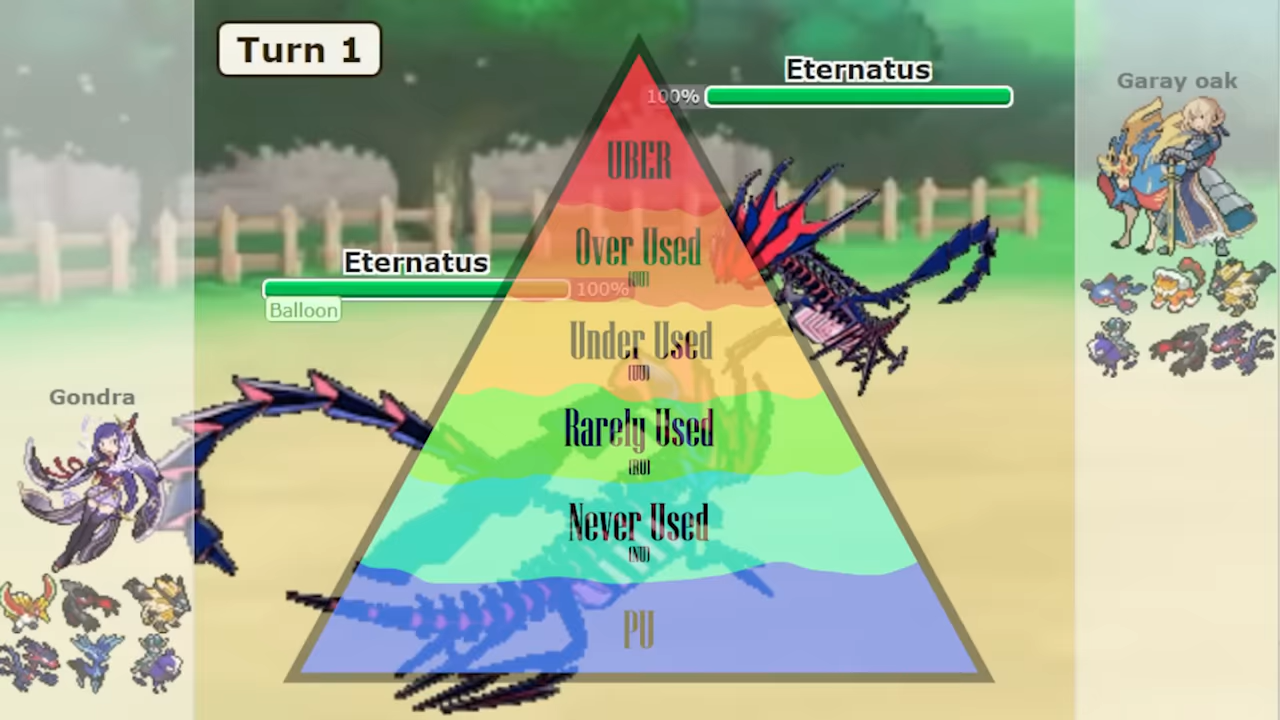 Turn 1
Eternatus
100%
Garay oak
UBER
Over Used
(OU)
Eternatus
100%
Balloon
Under Used
(UU)
Gondra
Rarely Used
(RU)
Never Used
(NU)
PU